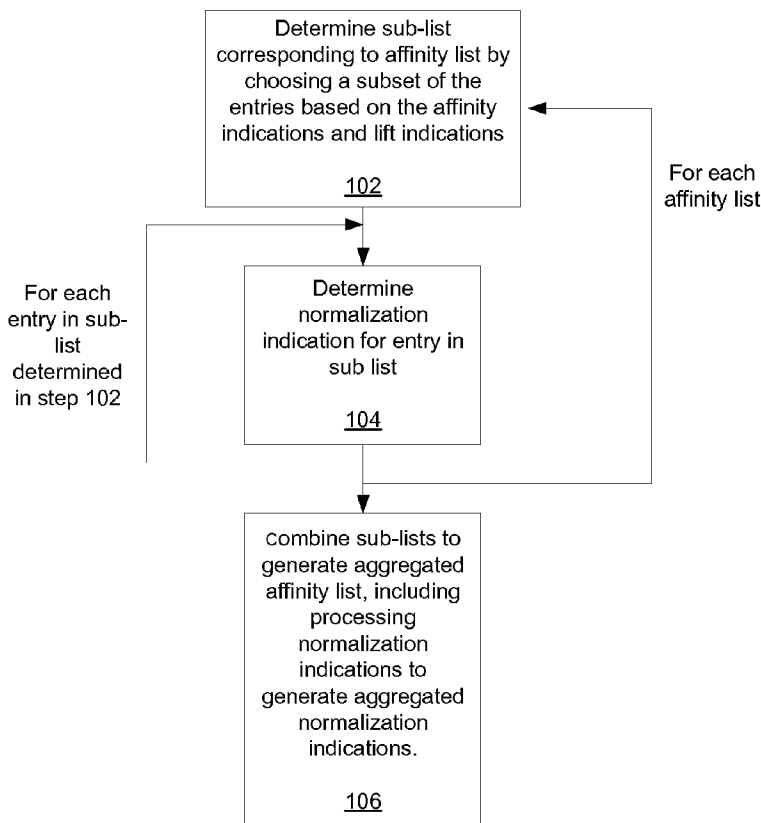 Determine sub-list
corresponding to affinity list by
choosing a subset of the
entries based on the affinity
indications and lift indications
102
For each
affinity list
For each
entry in sub-
list
determined
in step 102
Determine
normalization
indication for entry in
sub list
104
Combine sub-lists to
generate aggregated
affinity list, including
processing
normalization
indications to
generate aggregated
normalization
indications.
106